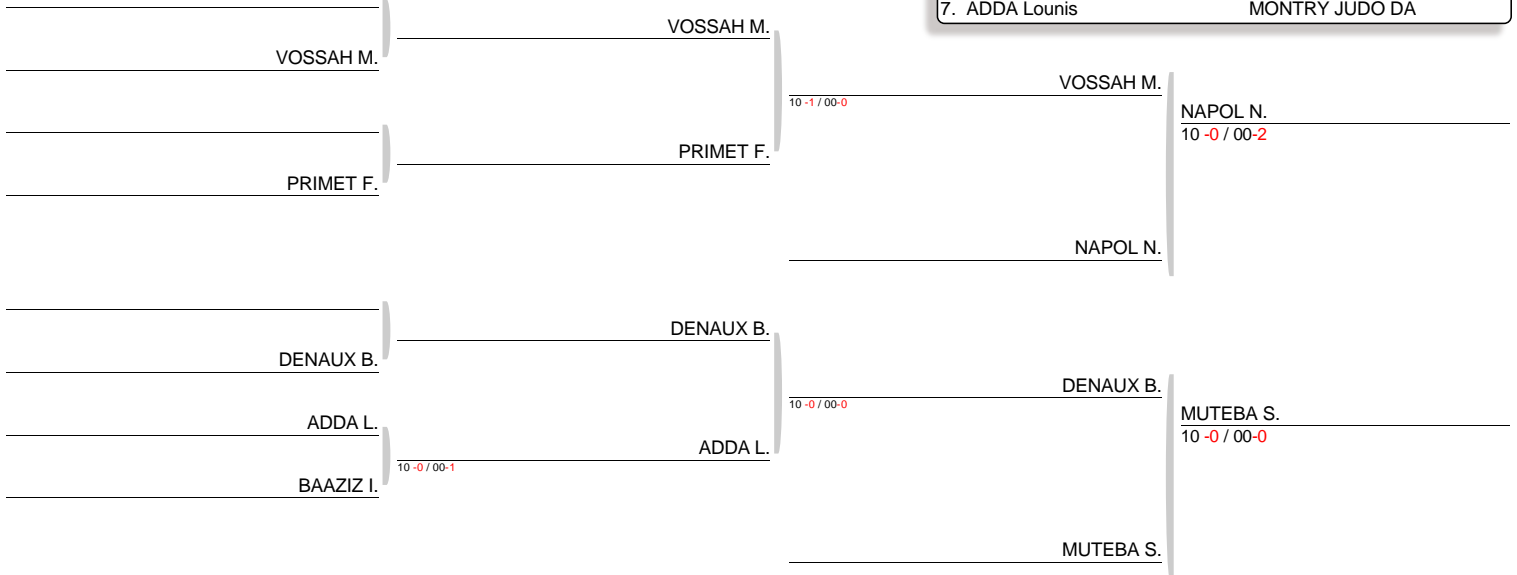 7. ADDA Lounis MONTRY JUDO DA
VOSSAH M.
VOSSAH M.
VOSSAH M.
10 -1 / 00-0
NAPOL N.
10 -0 / 00-2
PRIMET F.
PRIMET F.
NAPOL N.
DENAUX B.
DENAUX B.
DENAUX B.
10 -0 / 00-0
MUTEBA S.
10 -0 / 00-0
ADDA L.
ADDA L.
10 -0 / 00-1
BAAZIZ I.
MUTEBA S.